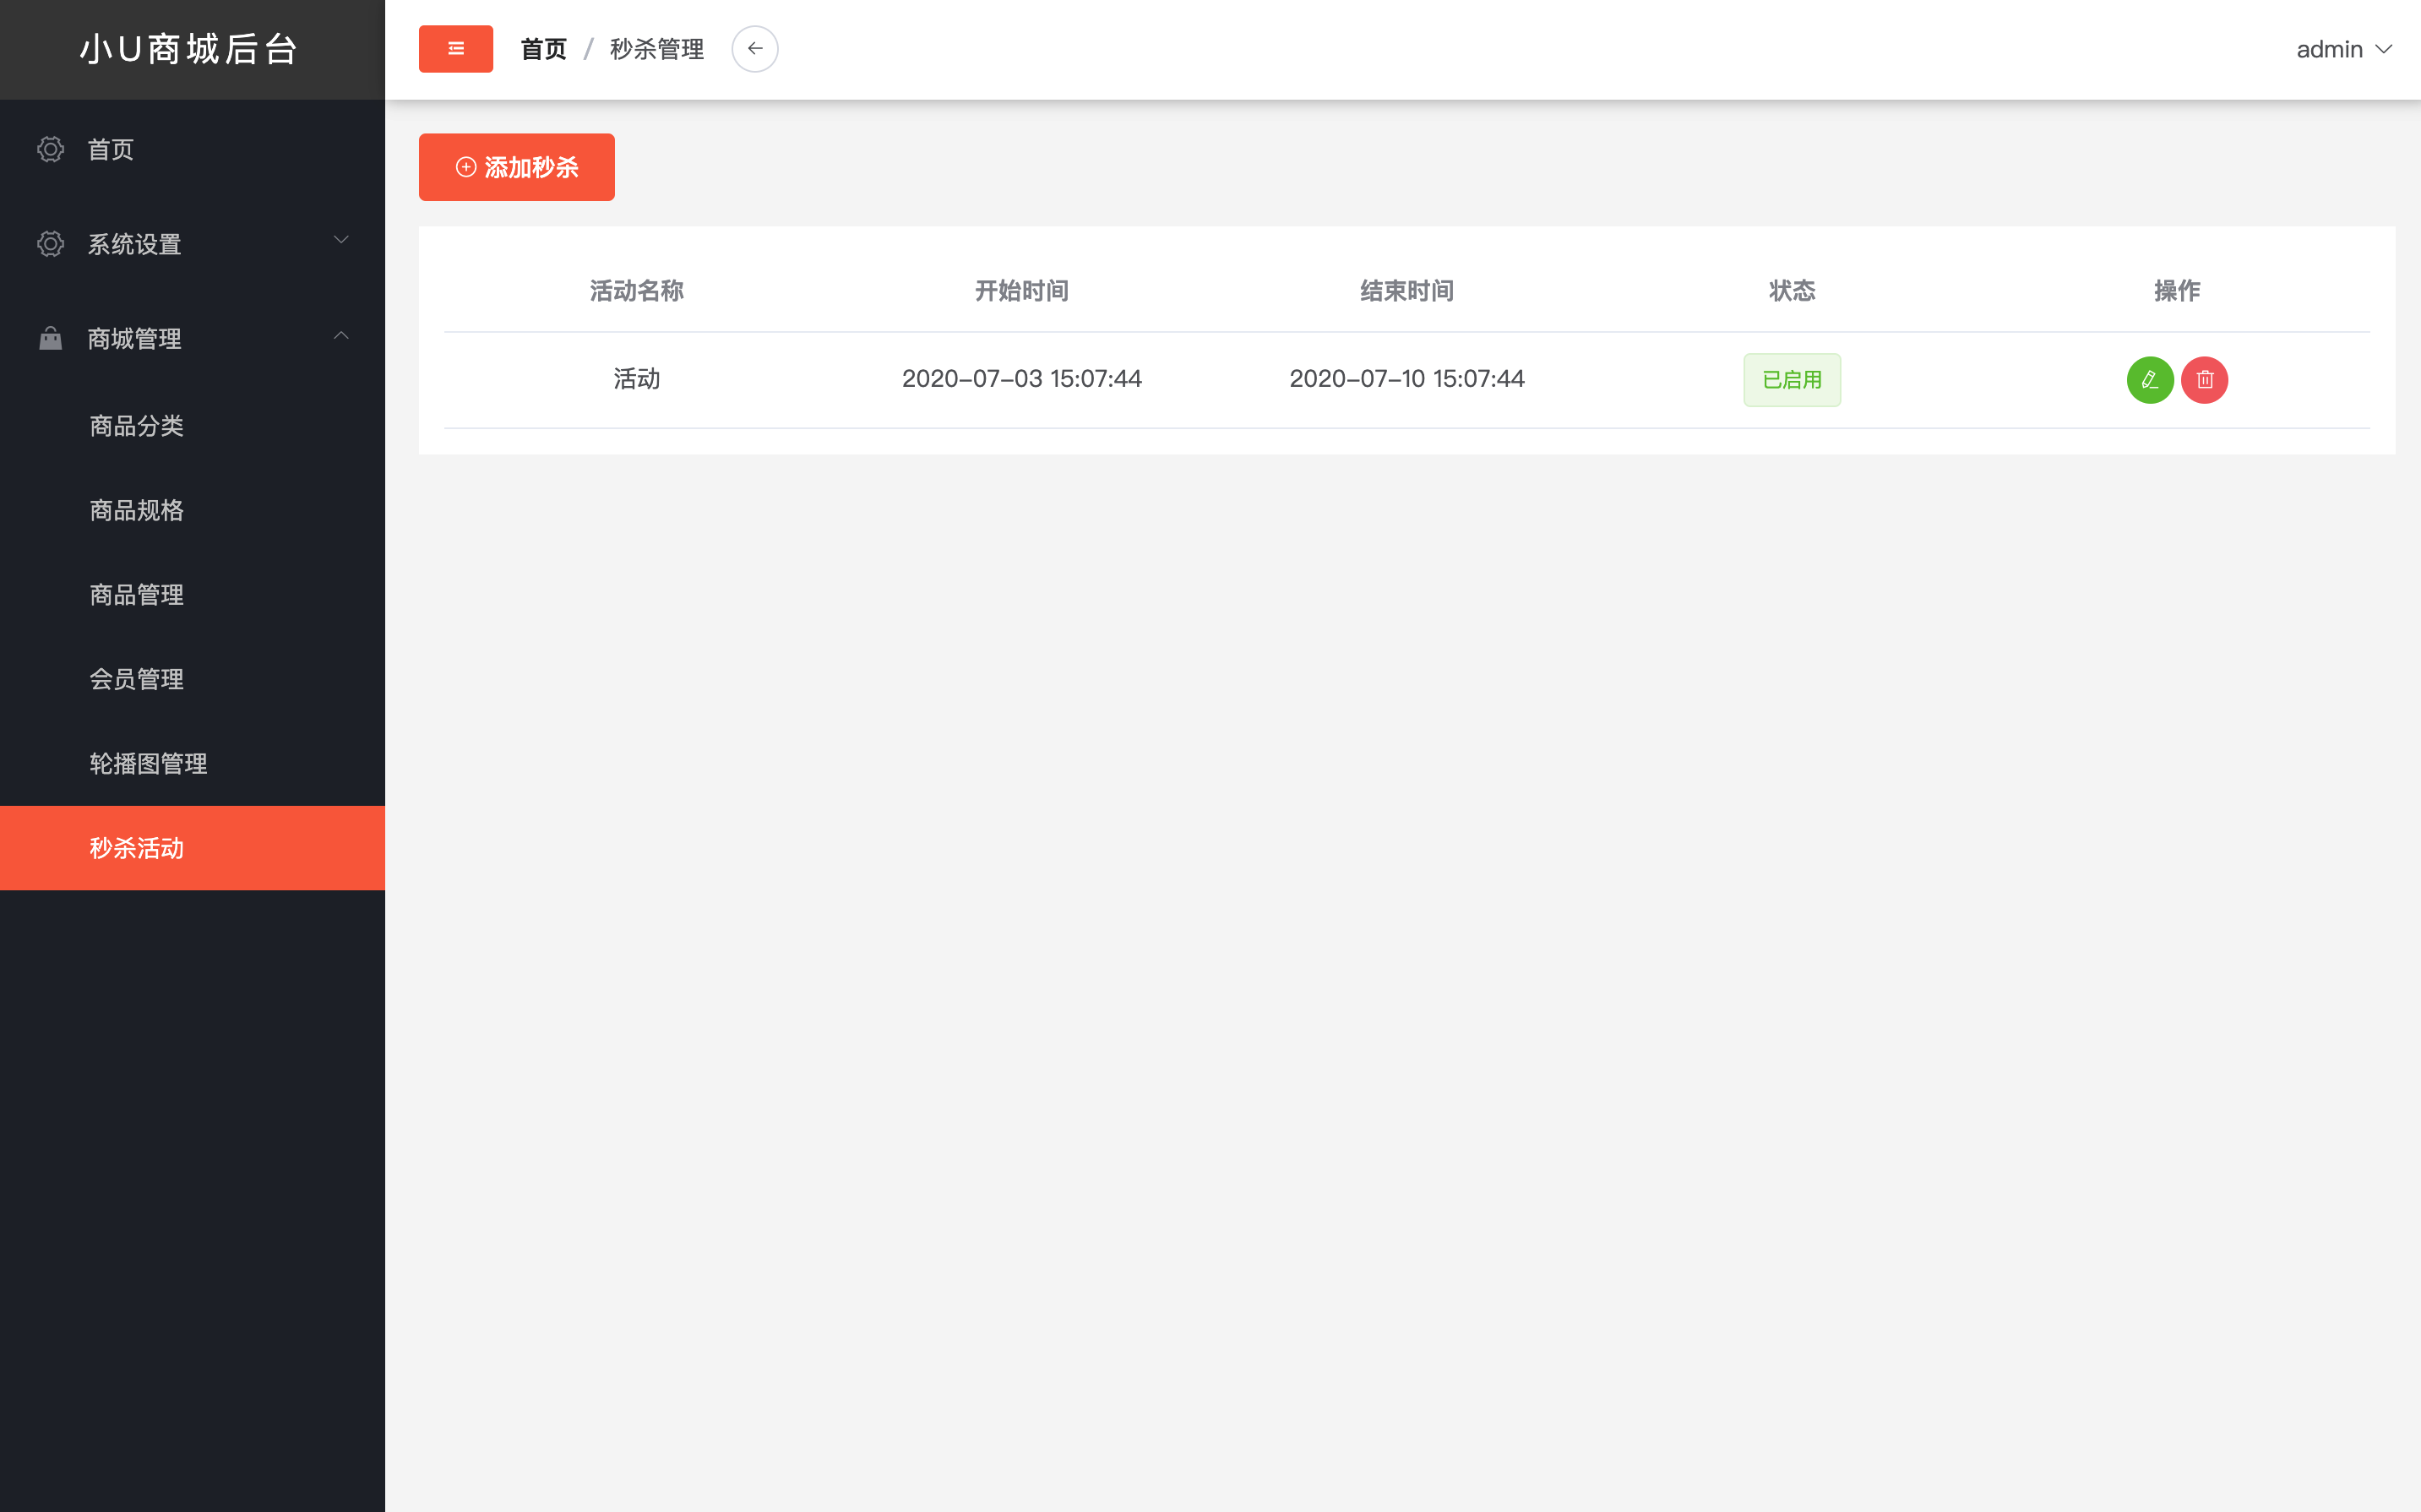 小U商城后台
首页 / 秒杀管理
admin
首页
系统设置
商城管理
商品分类
商品规格
商品管理
会员管理
轮播图管理
秒杀活动
添加秒杀
活动名称 开始时间 结束时间 状态 操作
活动 2020-07-03 15:07:44 2020-07-10 15:07:44 已启用